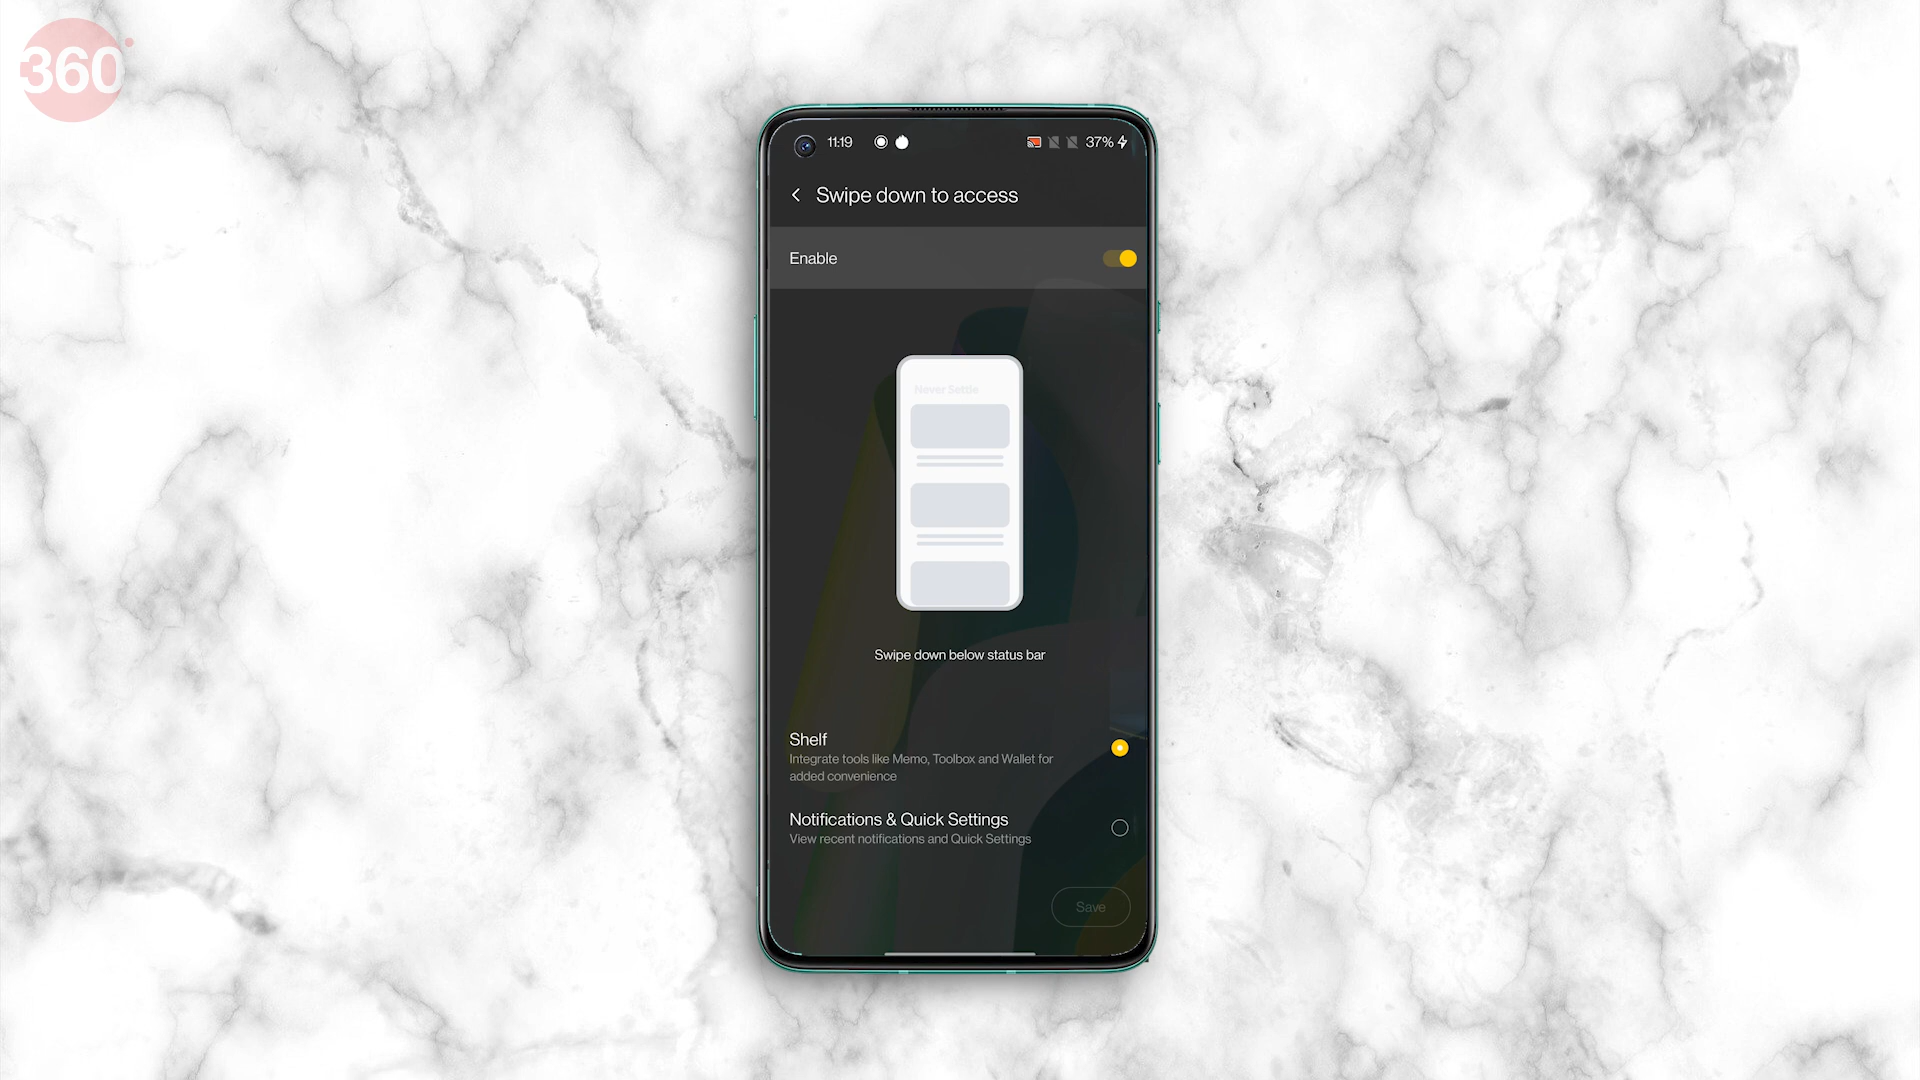 360
11:19
37%
Swipe down to access
Enable
Never Settle
Swipe down below status bar
Shelf
Integrate tools like Memo, Toolbox and Wallet for
added convenience
Notifications & Quick Settings
View recent notifications and Quick Settings
Save